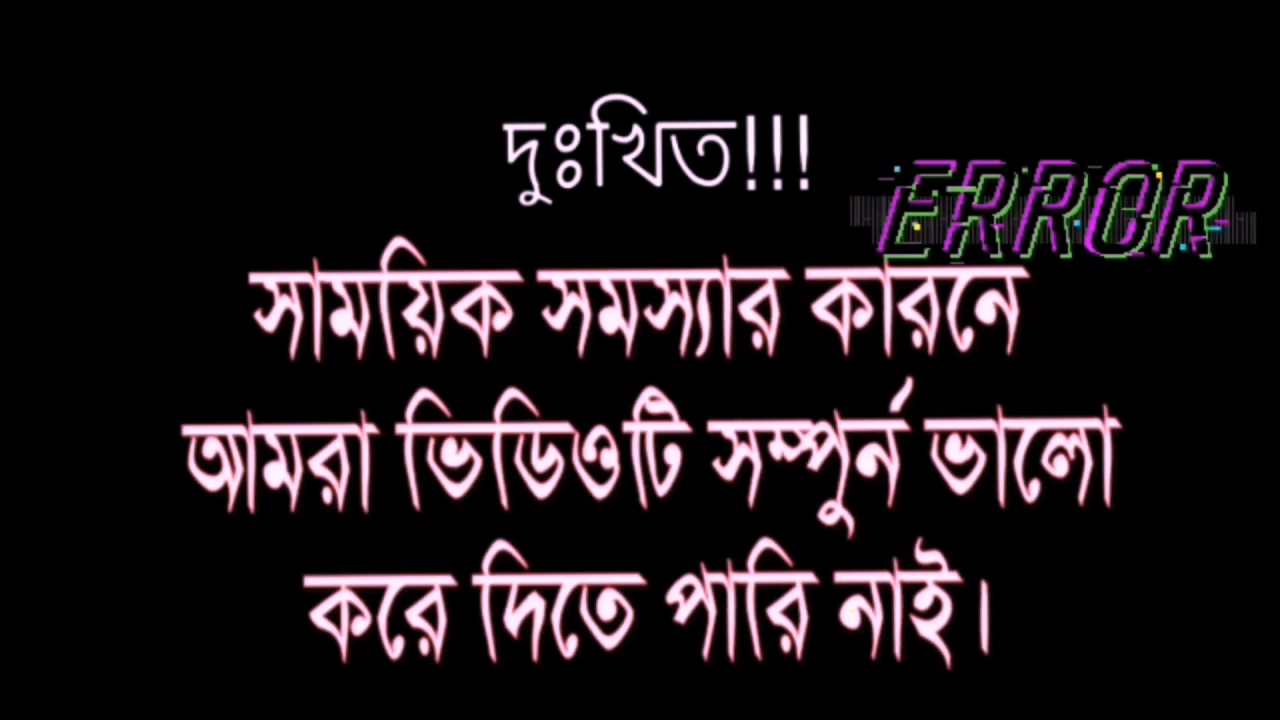 দুঃখিত!!!
ERROR
সাময়িক সমস্যার কারনে
আমরা ভিডিওটি সম্পুর্ন ভালো
করে দিতে পারি নাই।